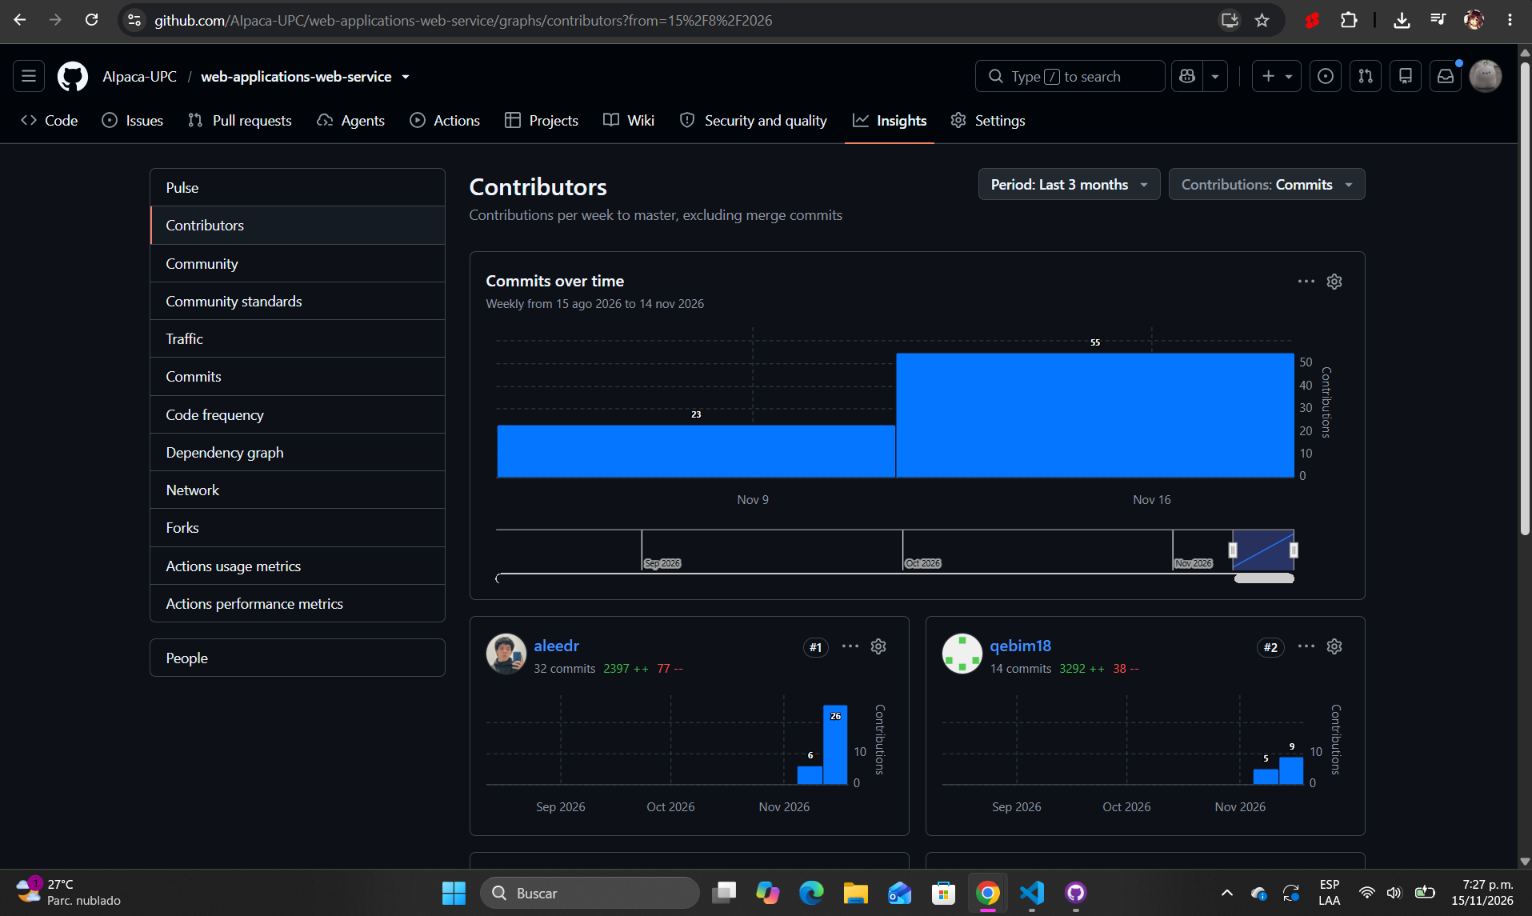 github.com/Alpaca-UPC/web-applications-web-service/graphs/contributors?from=15%2F8%2F2026
Alpaca-UPC / web-applications-web-service
Type / to search
Code
Issues
Pull requests
Agents
Actions
Projects
Wiki
Security and quality
Insights
Settings
Pulse
Contributors
Community
Community standards
Traffic
Commits
Code frequency
Dependency graph
Network
Forks
Actions usage metrics
Actions performance metrics
People
Contributors
Contributions per week to master, excluding merge commits
Period: Last 3 months
Contributions: Commits
Commits over time
Weekly from 15 ago 2026 to 14 nov 2026
23
55
50
40
30
20
10
0
Contributions
Nov 9
Nov 16
Sep 2026
Oct 2026
Nov 2026
aleedr
#1
32 commits 2397 ++ 77 --
6
26
10
0
Contributions
Sep 2026
Oct 2026
Nov 2026
qebim18
#2
14 commits 3292 ++ 38 --
5
9
10
0
Contributions
Sep 2026
Oct 2026
Nov 2026
1
27°C
Parc. nublado
Buscar
ESP
LAA
7:27 p. m.
15/11/2026